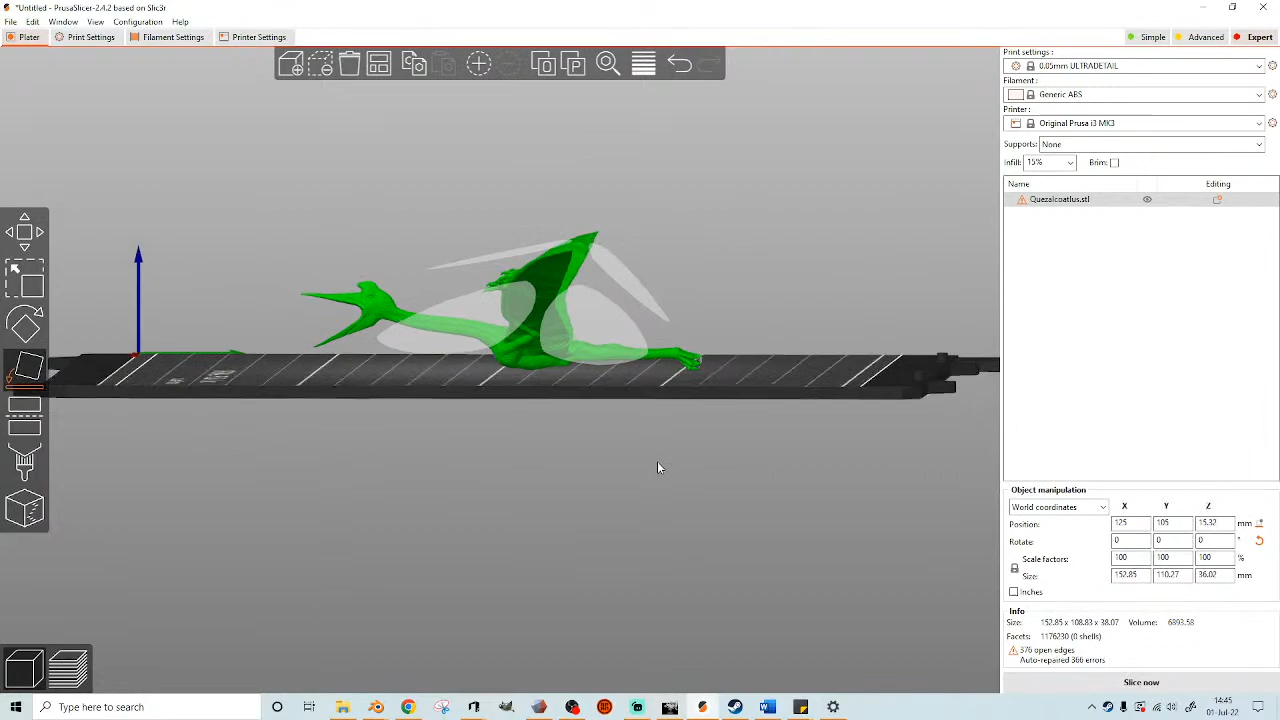 *Untitled - PrusaSlicer-2.4.2 based on Slic3r
File Edit Window View Configuration Help
Plater Print Settings Filament Settings Printer Settings Simple Advanced Expert
Print settings:
0.05mm ULTRADETAIL
Filament:
Generic ABS
Printer:
Original Prusa i3 MK3
Supports: None
Infill: 15% Brim:
Name Editing
Quezalcoatlus.stl
Object manipulation
World coordinates X Y Z
Position: 125 105 15.32 mm
Rotate: 0 0 0 °
Scale factors: 100 100 100 %
Size: 152.85 110.27 36.02 mm
Inches
Info
Size: 152.85 x 108.83 x 38.07 Volume: 6893.58
Facets: 1176230 (0 shells)
376 open edges
Auto-repaired 366 errors
Slice now
Type here to search
14:45
01-Jul-22